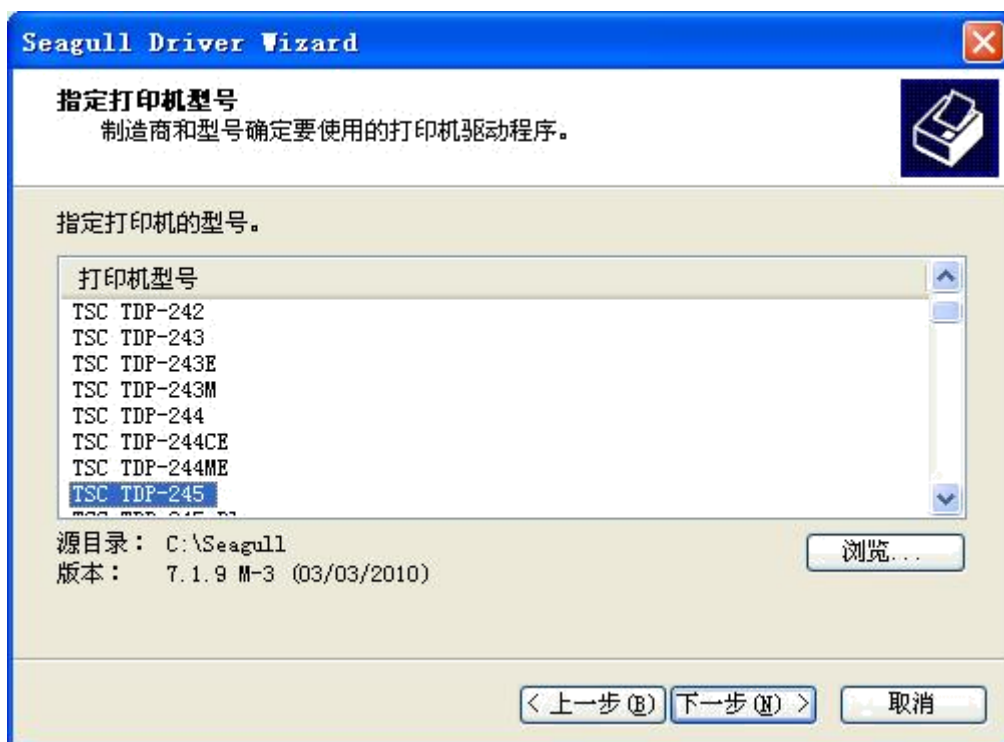 Seagull Driver Wizard
指定打印机型号
制造商和型号确定要使用的打印机驱动程序。
指定打印机的型号。
打印机型号
TSC TDP-242
TSC TDP-243
TSC TDP-243E
TSC TDP-243M
TSC TDP-244
TSC TDP-244CE
TSC TDP-244ME
TSC TDP-245
源目录： C:\Seagull
浏览...
版本： 7.1.9 M-3 (03/03/2010)
< 上一步(B) 下一步(N) > 取消